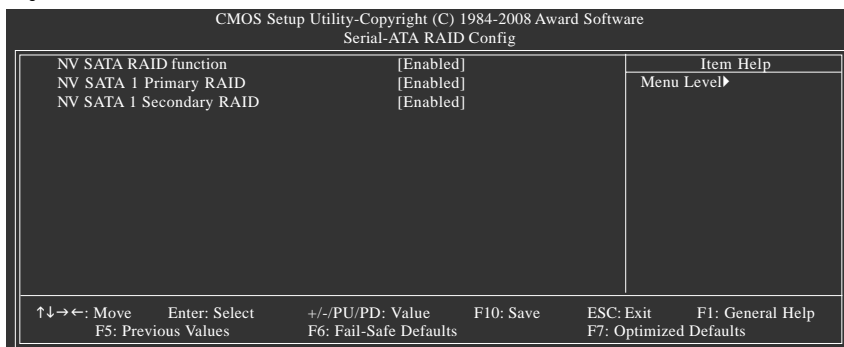 CMOS Setup Utility-Copyright (C) 1984-2008 Award Software
Serial-ATA RAID Config
NV SATA RAID function [Enabled] Item Help
NV SATA 1 Primary RAID [Enabled] Menu Level▶
NV SATA 1 Secondary RAID [Enabled]
↑↓→←: Move Enter: Select +/-/PU/PD: Value F10: Save ESC: Exit F1: General Help
F5: Previous Values F6: Fail-Safe Defaults F7: Optimized Defaults